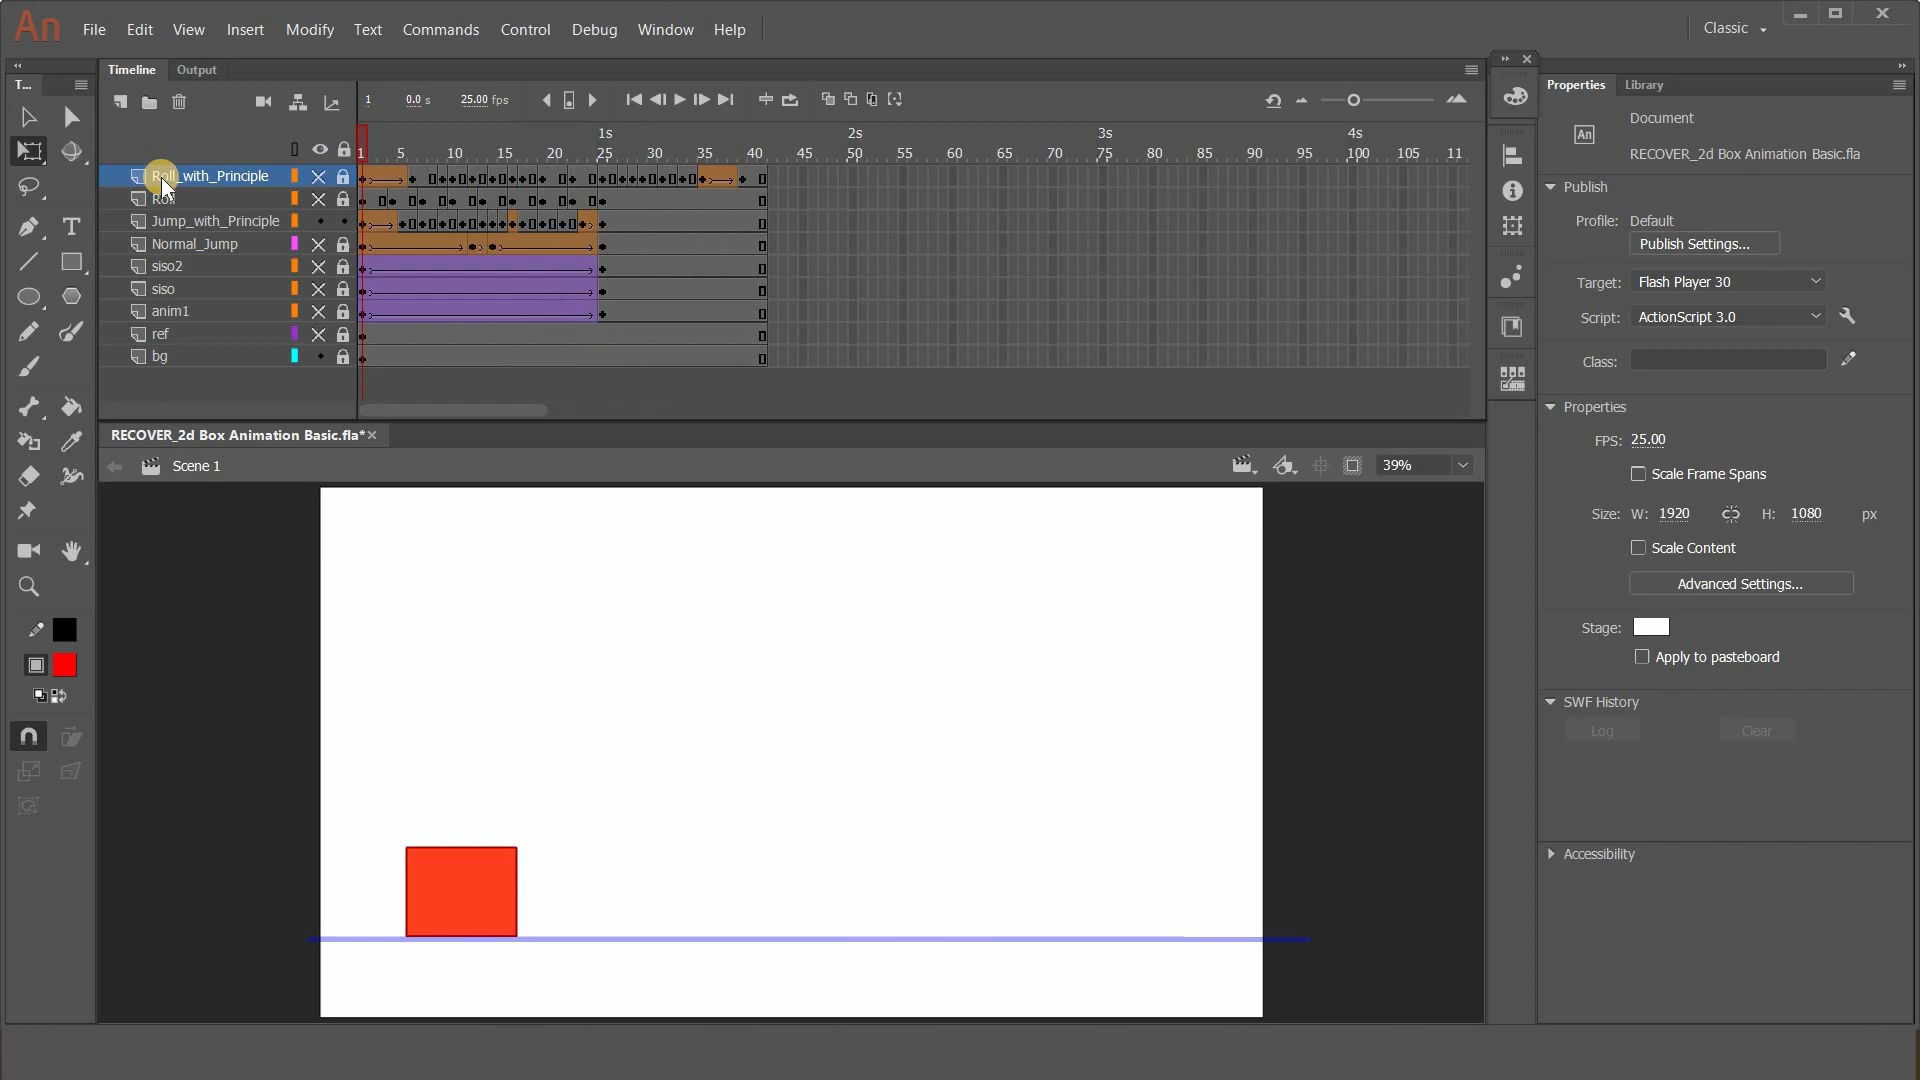 An File Edit View Insert Modify Text Commands Control Debug Window Help Classic
T...
Timeline Output
1 0.0 s 25.00 fps
1s 2s 3s 4s
1 5 10 15 20 25 30 35 40 45 50 55 60 65 70 75 80 85 90 95 100 105 11
Roll_with_Principle
Roll
Jump_with_Principle
Normal_Jump
siso2
siso
anim1
ref
bg
RECOVER_2d Box Animation Basic.fla*
Scene 1
39%
Properties Library
An
Document
RECOVER_2d Box Animation Basic.fla
Publish
Profile: Default
Publish Settings...
Target: Flash Player 30
Script: ActionScript 3.0
Class:
Properties
FPS: 25.00
Scale Frame Spans
Size: W: 1920 H: 1080 px
Scale Content
Advanced Settings...
Stage:
Apply to pasteboard
SWF History
Log Clear
Accessibility